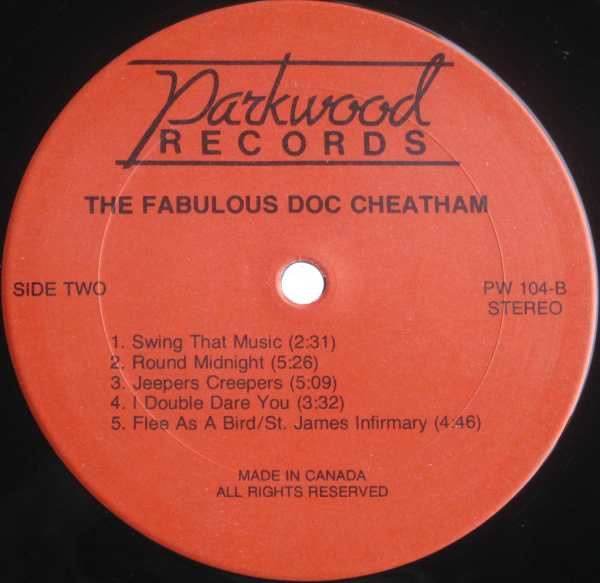 Parkwood
RECORDS
THE FABULOUS DOC CHEATHAM
SIDE TWO
PW 104-B
STEREO
1. Swing That Music (2:31)
2. Round Midnight (5:26)
3. Jeepers Creepers (5:09)
4. I Double Dare You (3:32)
5. Flee As A Bird/St. James Infirmary (4:46)
MADE IN CANADA
ALL RIGHTS RESERVED